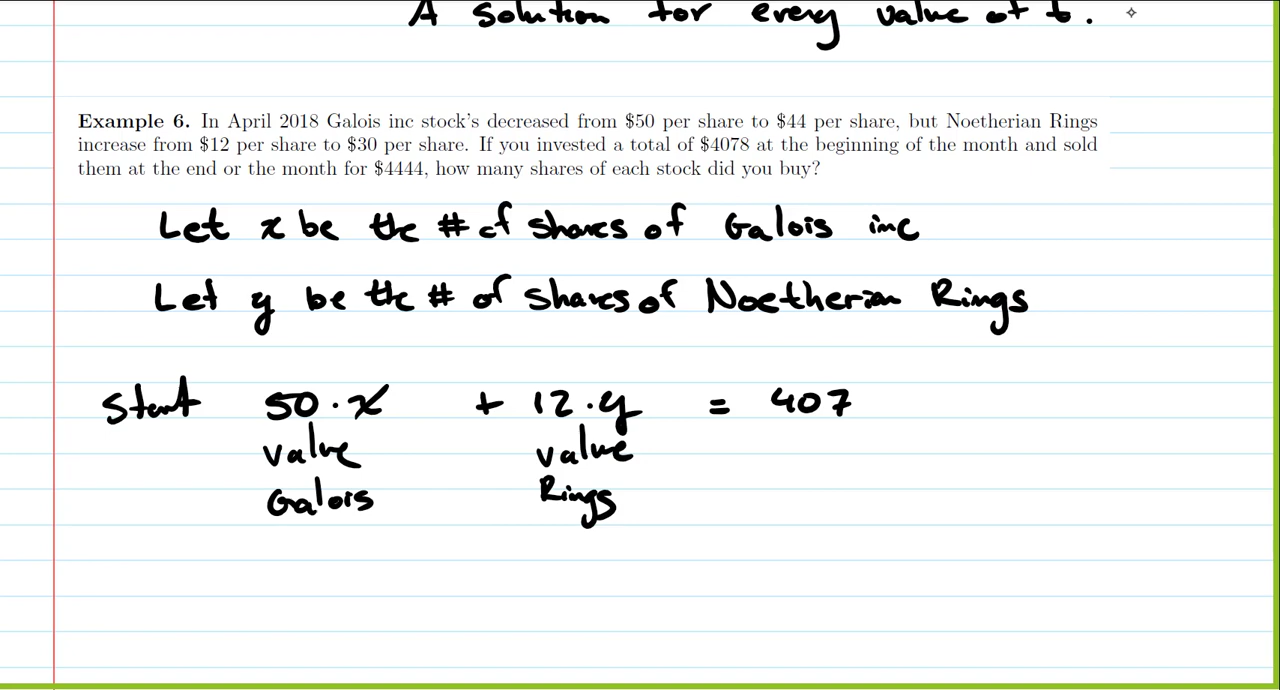 A solution for every value of t.
Example 6. In April 2018 Galois inc stock's decreased from $50 per share to $44 per share, but Noetherian Rings
increase from $12 per share to $30 per share. If you invested a total of $4078 at the beginning of the month and sold
them at the end or the month for $4444, how many shares of each stock did you buy?
Let x be the # of shares of Galois inc
Let y be the # of shares of Noetherian Rings
Start 50·x + 12·y = 407
value value
Galois Rings